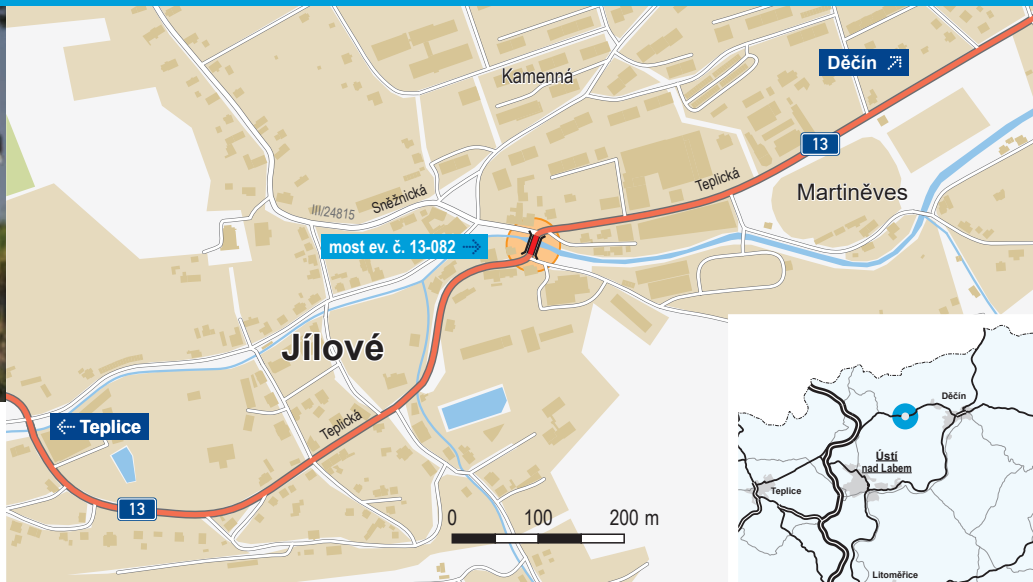 Kamenná
Děčín
13
Teplická
Martiněves
Sněžnická
III/24815
most ev. č. 13-082
Jílové
Teplice
Teplická
13
0 100 200 m
Děčín
Ústí
nad Labem
Teplice
Litoměřice